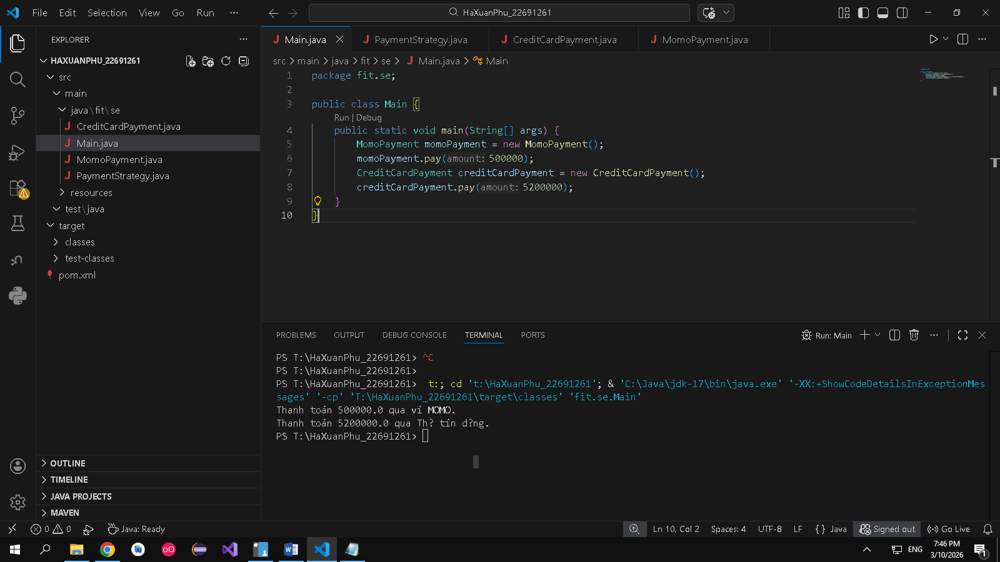 File Edit Selection View Go Run ···
HaXuanPhu_22691261
EXPLORER
HAXUANPHU_22691261
src
main
java\fit\se
CreditCardPayment.java
Main.java
MomoPayment.java
PaymentStrategy.java
resources
test\java
target
classes
test-classes
pom.xml
OUTLINE
TIMELINE
JAVA PROJECTS
MAVEN
Main.java PaymentStrategy.java CreditCardPayment.java MomoPayment.java
src > main > java > fit > se > Main.java > Main
1 package fit.se;
2
3 public class Main {
Run | Debug
4 public static void main(String[] args) {
5 MomoPayment momoPayment = new MomoPayment();
6 momoPayment.pay(amount: 500000);
7 CreditCardPayment creditCardPayment = new CreditCardPayment();
8 creditCardPayment.pay(amount: 5200000);
9 }
10 }
PROBLEMS OUTPUT DEBUG CONSOLE TERMINAL PORTS
Run: Main
PS T:\HaXuanPhu_22691261> ^C
PS T:\HaXuanPhu_22691261>
PS T:\HaXuanPhu_22691261> t:; cd 't:\HaXuanPhu_22691261'; & 'C:\Java\jdk-17\bin\java.exe' '-XX:+ShowCodeDetailsInExceptionMes
sages' '-cp' 'T:\HaXuanPhu_22691261\target\classes' 'fit.se.Main'
Thanh toán 500000.0 qua ví MOMO.
Thanh toán 5200000.0 qua Th? tín d?ng.
PS T:\HaXuanPhu_22691261>
0 0 Java: Ready
Ln 10, Col 2 Spaces: 4 UTF-8 LF {} Java Signed out Go Live
ENG
7:46 PM
3/10/2026
1